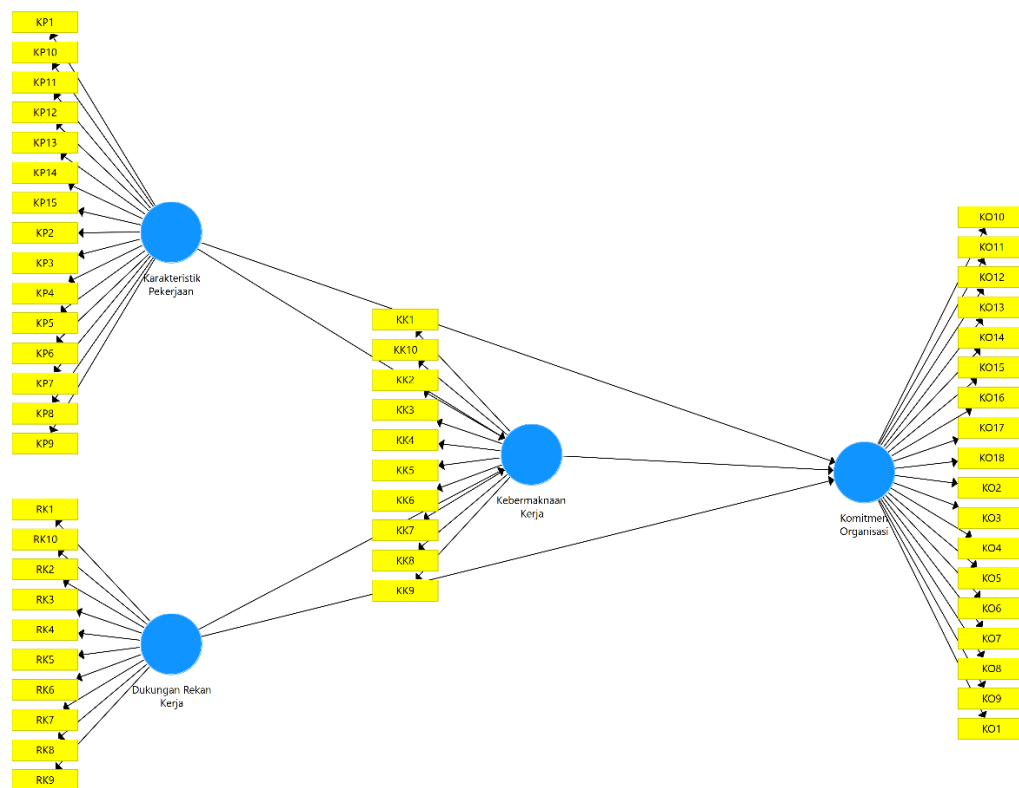 KP1
KP10
KP11
KP12
KP13
KP14
KP15
KP2
KP3
KP4
KP5
KP6
KP7
KP8
KP9
Karakteristik
Pekerjaan
RK1
RK10
RK2
RK3
RK4
RK5
RK6
RK7
RK8
RK9
Dukungan Rekan
Kerja
KK1
KK10
KK2
KK3
KK4
KK5
KK6
KK7
KK8
KK9
Kebermaknaan
Kerja
Komitmen
Organisasi
KO10
KO11
KO12
KO13
KO14
KO15
KO16
KO17
KO18
KO2
KO3
KO4
KO5
KO6
KO7
KO8
KO9
KO1